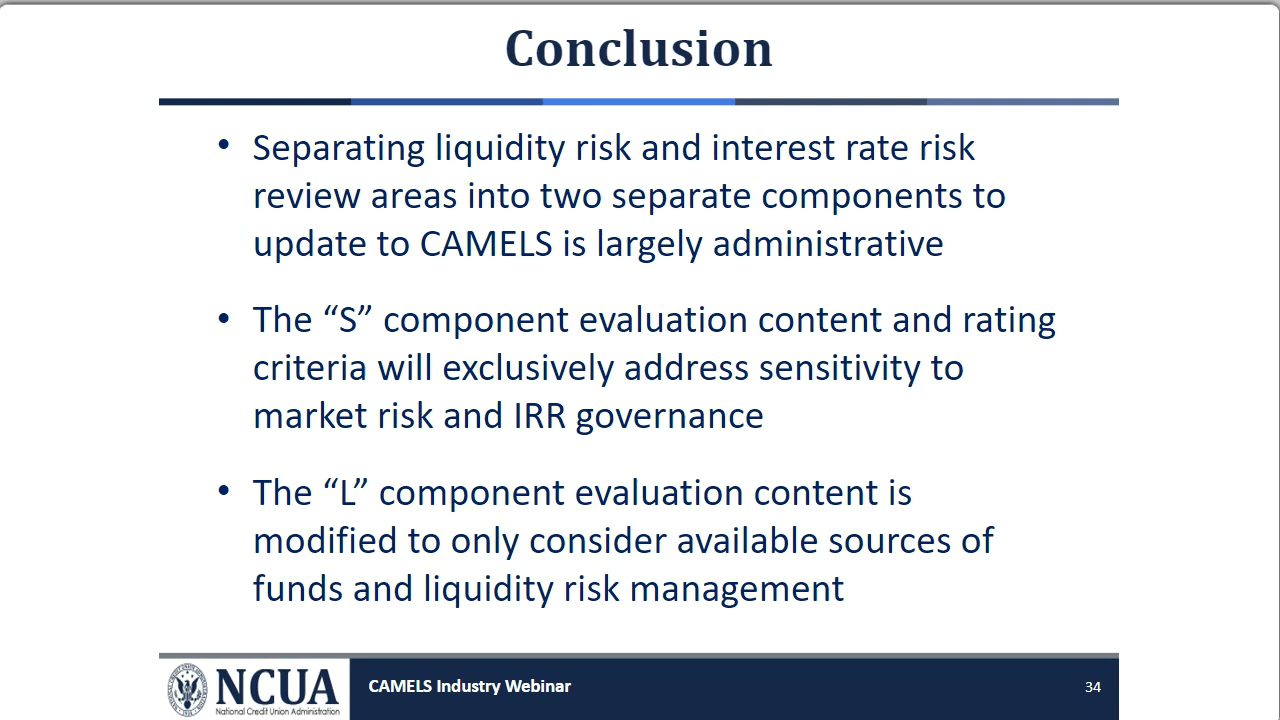 Conclusion
• Separating liquidity risk and interest rate risk
review areas into two separate components to
update to CAMELS is largely administrative
• The “S” component evaluation content and rating
criteria will exclusively address sensitivity to
market risk and IRR governance
• The “L” component evaluation content is
modified to only consider available sources of
funds and liquidity risk management
NCUA
National Credit Union Administration
CAMELS Industry Webinar
34